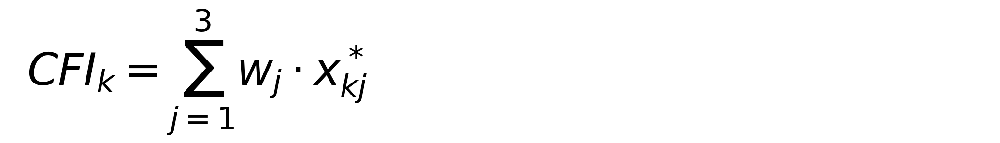 $CFI_k = \sum_{j=1}^{3} w_j \cdot x_{kj}^{*}$